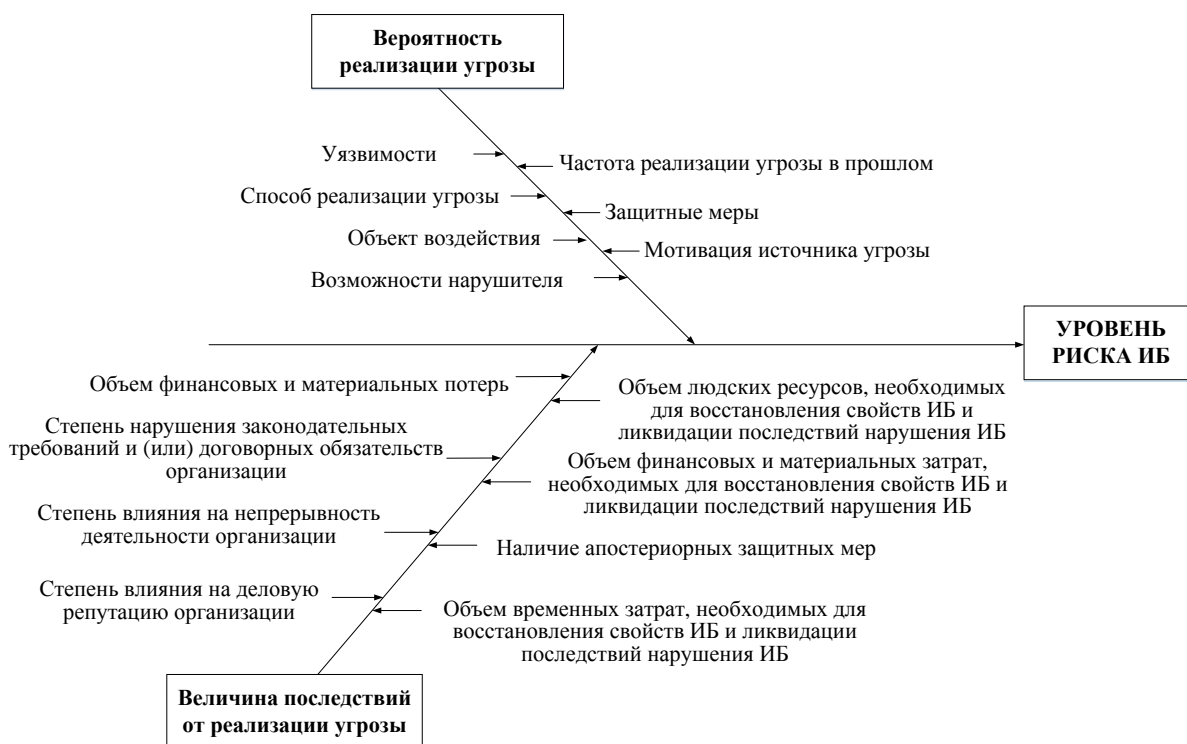 Вероятность
реализации угрозы
Уязвимости
Частота реализации угрозы в прошлом
Способ реализации угрозы
Защитные меры
Объект воздействия
Мотивация источника угрозы
Возможности нарушителя
УРОВЕНЬ
РИСКА ИБ
Объем финансовых и материальных потерь
Объем людских ресурсов, необходимых
для восстановления свойств ИБ и
ликвидации последствий нарушения ИБ
Степень нарушения законодательных
требований и (или) договорных обязательств
организации
Объем финансовых и материальных затрат,
необходимых для восстановления свойств ИБ и
ликвидации последствий нарушения ИБ
Степень влияния на непрерывность
деятельности организации
Наличие апостериорных защитных мер
Степень влияния на деловую
репутацию организации
Объем временных затрат, необходимых для
восстановления свойств ИБ и ликвидации
последствий нарушения ИБ
Величина последствий
от реализации угрозы